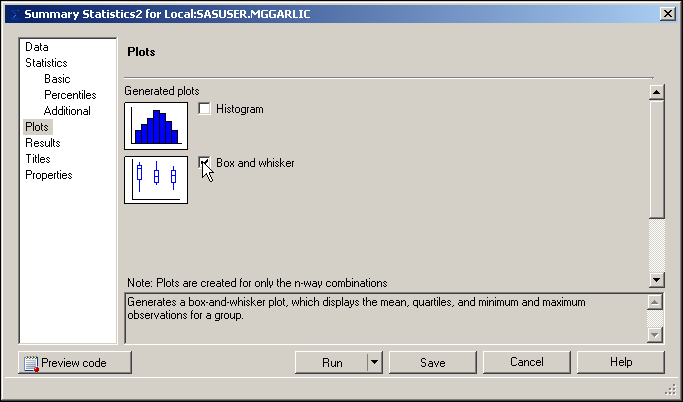 Summary Statistics2 for Local:SASUSER.MGGARLIC
Data
Statistics
Basic
Percentiles
Additional
Plots
Results
Titles
Properties
Plots
Generated plots
Histogram
Box and whisker
Note: Plots are created for only the n-way combinations
Generates a box-and-whisker plot, which displays the mean, quartiles, and minimum and maximum
observations for a group.
Preview code
Run
Save
Cancel
Help